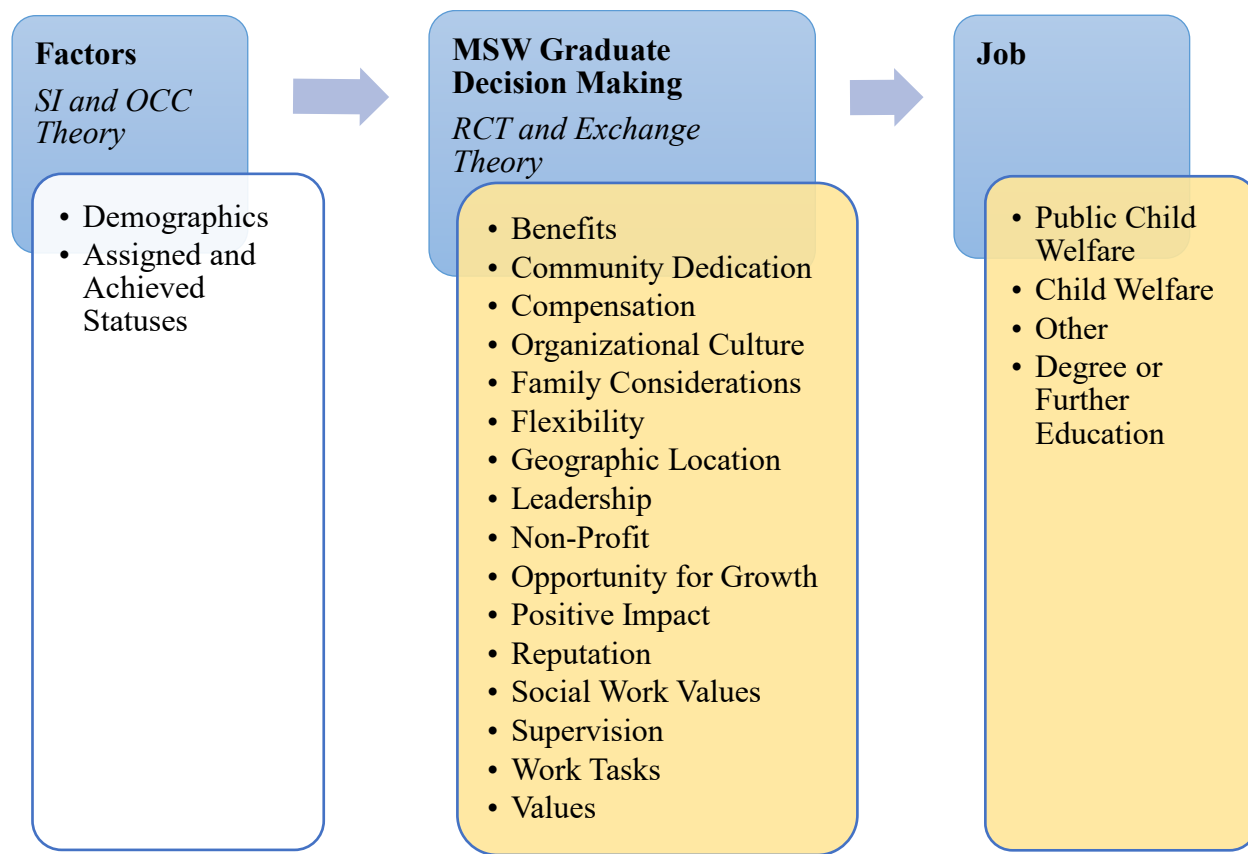 Factors
SI and OCC
Theory
• Demographics
• Assigned and
Achieved
Statuses
MSW Graduate
Decision Making
RCT and Exchange
Theory
• Benefits
• Community Dedication
• Compensation
• Organizational Culture
• Family Considerations
• Flexibility
• Geographic Location
• Leadership
• Non-Profit
• Opportunity for Growth
• Positive Impact
• Reputation
• Social Work Values
• Supervision
• Work Tasks
• Values
Job
• Public Child
Welfare
• Child Welfare
• Other
• Degree or
Further
Education